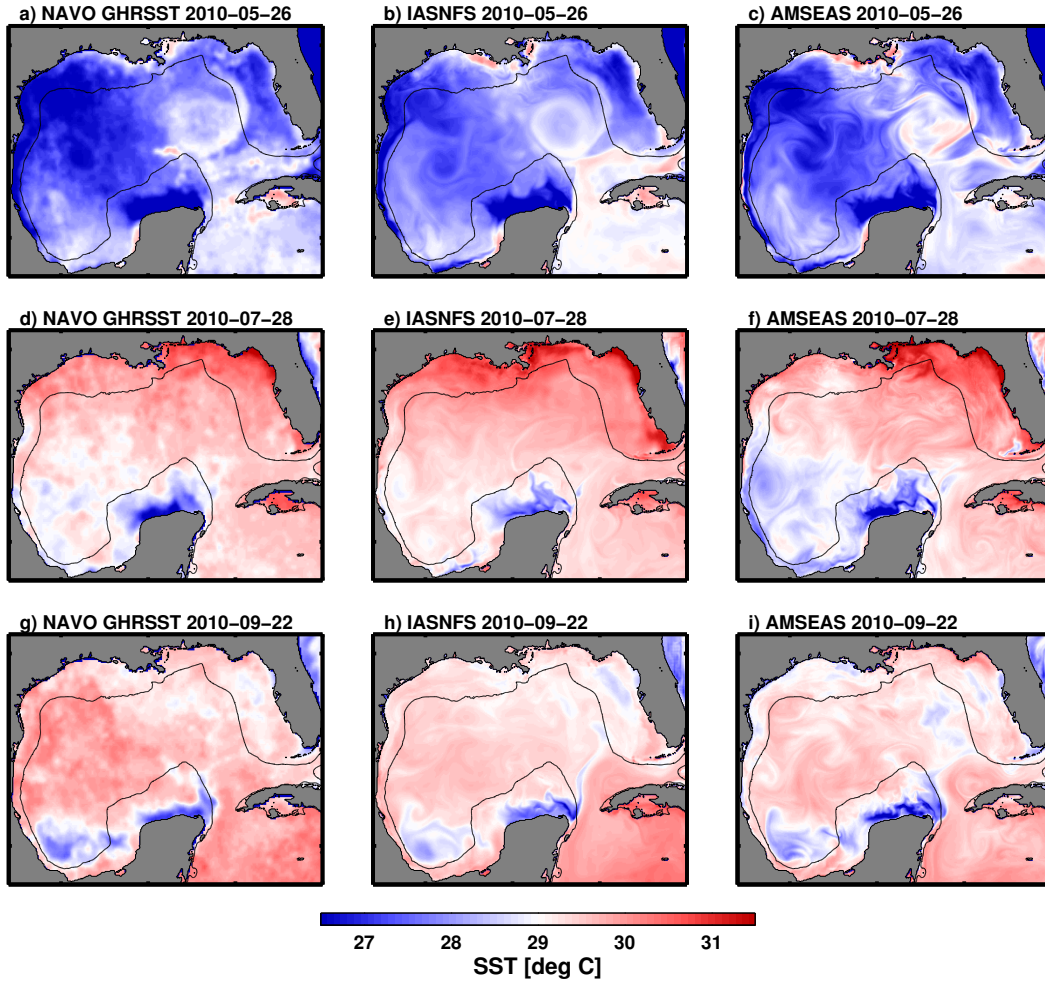 a) NAVO GHRSST 2010−05−26
b) IASNFS 2010−05−26
c) AMSEAS 2010−05−26
d) NAVO GHRSST 2010−07−28
e) IASNFS 2010−07−28
f) AMSEAS 2010−07−28
g) NAVO GHRSST 2010−09−22
h) IASNFS 2010−09−22
i) AMSEAS 2010−09−22
27 28 29 30 31
SST [deg C]